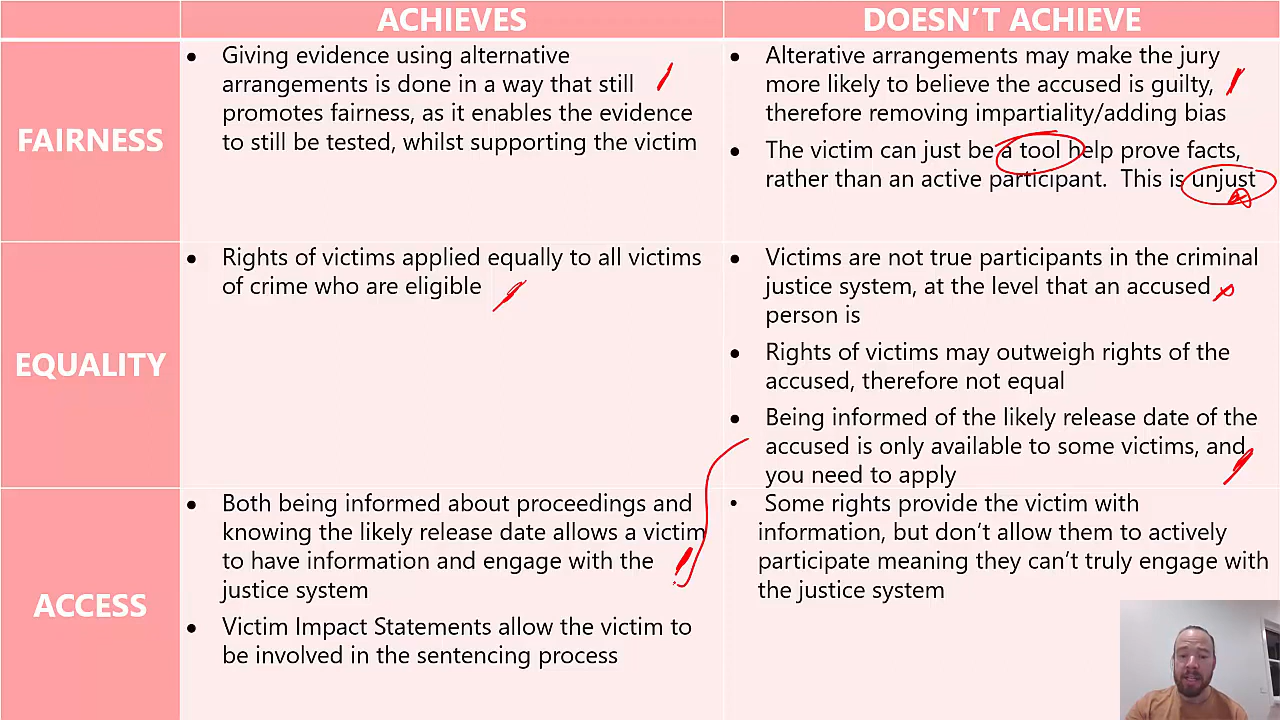 ACHIEVES
DOESN'T ACHIEVE
FAIRNESS
• Giving evidence using alternative
arrangements is done in a way that still
promotes fairness, as it enables the evidence
to still be tested, whilst supporting the victim
• Alterative arrangements may make the jury
more likely to believe the accused is guilty,
therefore removing impartiality/adding bias
• The victim can just be a tool help prove facts,
rather than an active participant. This is unjust
EQUALITY
• Rights of victims applied equally to all victims
of crime who are eligible
• Victims are not true participants in the criminal
justice system, at the level that an accused
person is
• Rights of victims may outweigh rights of the
accused, therefore not equal
• Being informed of the likely release date of the
accused is only available to some victims, and
you need to apply
ACCESS
• Both being informed about proceedings and
knowing the likely release date allows a victim
to have information and engage with the
justice system
• Victim Impact Statements allow the victim to
be involved in the sentencing process
• Some rights provide the victim with
information, but don't allow them to actively
participate meaning they can't truly engage with
the justice system